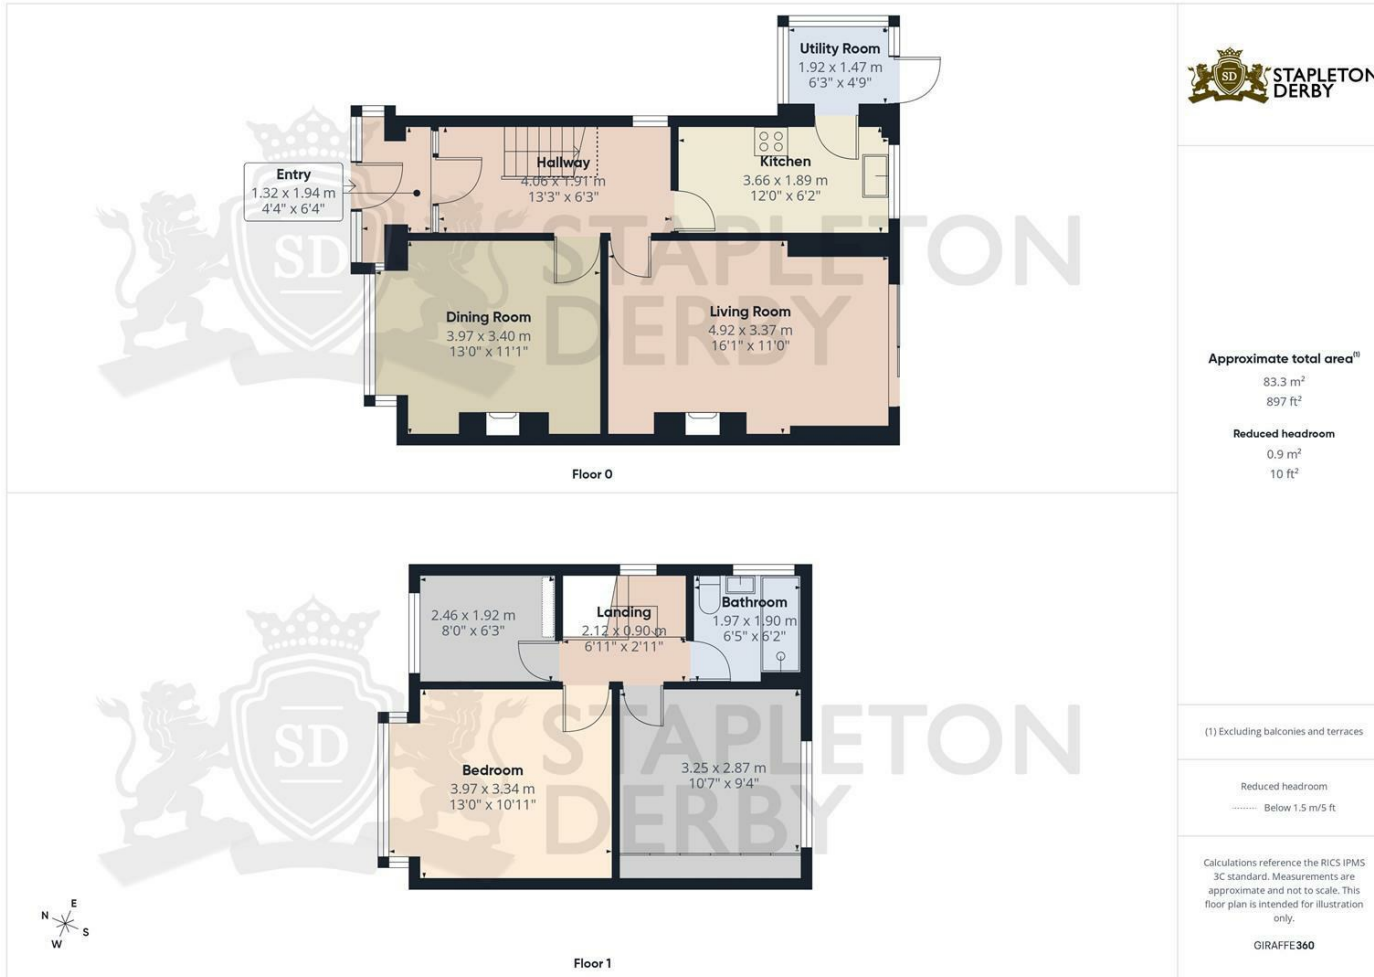 Utility Room
1.92 x 1.47 m
6'3" x 4'9"
Entry
1.32 x 1.94 m
4'4" x 6'4"
Hallway
4.06 x 1.91 m
13'3" x 6'3"
Kitchen
3.66 x 1.89 m
12'0" x 6'2"
Dining Room
3.97 x 3.40 m
13'0" x 11'1"
Living Room
4.92 x 3.37 m
16'1" x 11'0"
SD
STAPLETON
DERBY
Floor 0
2.46 x 1.92 m
8'0" x 6'3"
Landing
2.12 x 0.90 m
6'11" x 2'11"
Bathroom
1.97 x 1.90 m
6'5" x 6'2"
Bedroom
3.97 x 3.34 m
13'0" x 10'11"
3.25 x 2.87 m
10'7" x 9'4"
SD
STAPLETON
DERBY
N
E
S
W
Floor 1
SD
STAPLETON
DERBY
Approximate total area(1)
83.3 m²
897 ft²
Reduced headroom
0.9 m²
10 ft²
(1) Excluding balconies and terraces
Reduced headroom
Below 1.5 m/5 ft
Calculations reference the RICS IPMS
3C standard. Measurements are
approximate and not to scale. This
floor plan is intended for illustration
only.
GIRAFFE360